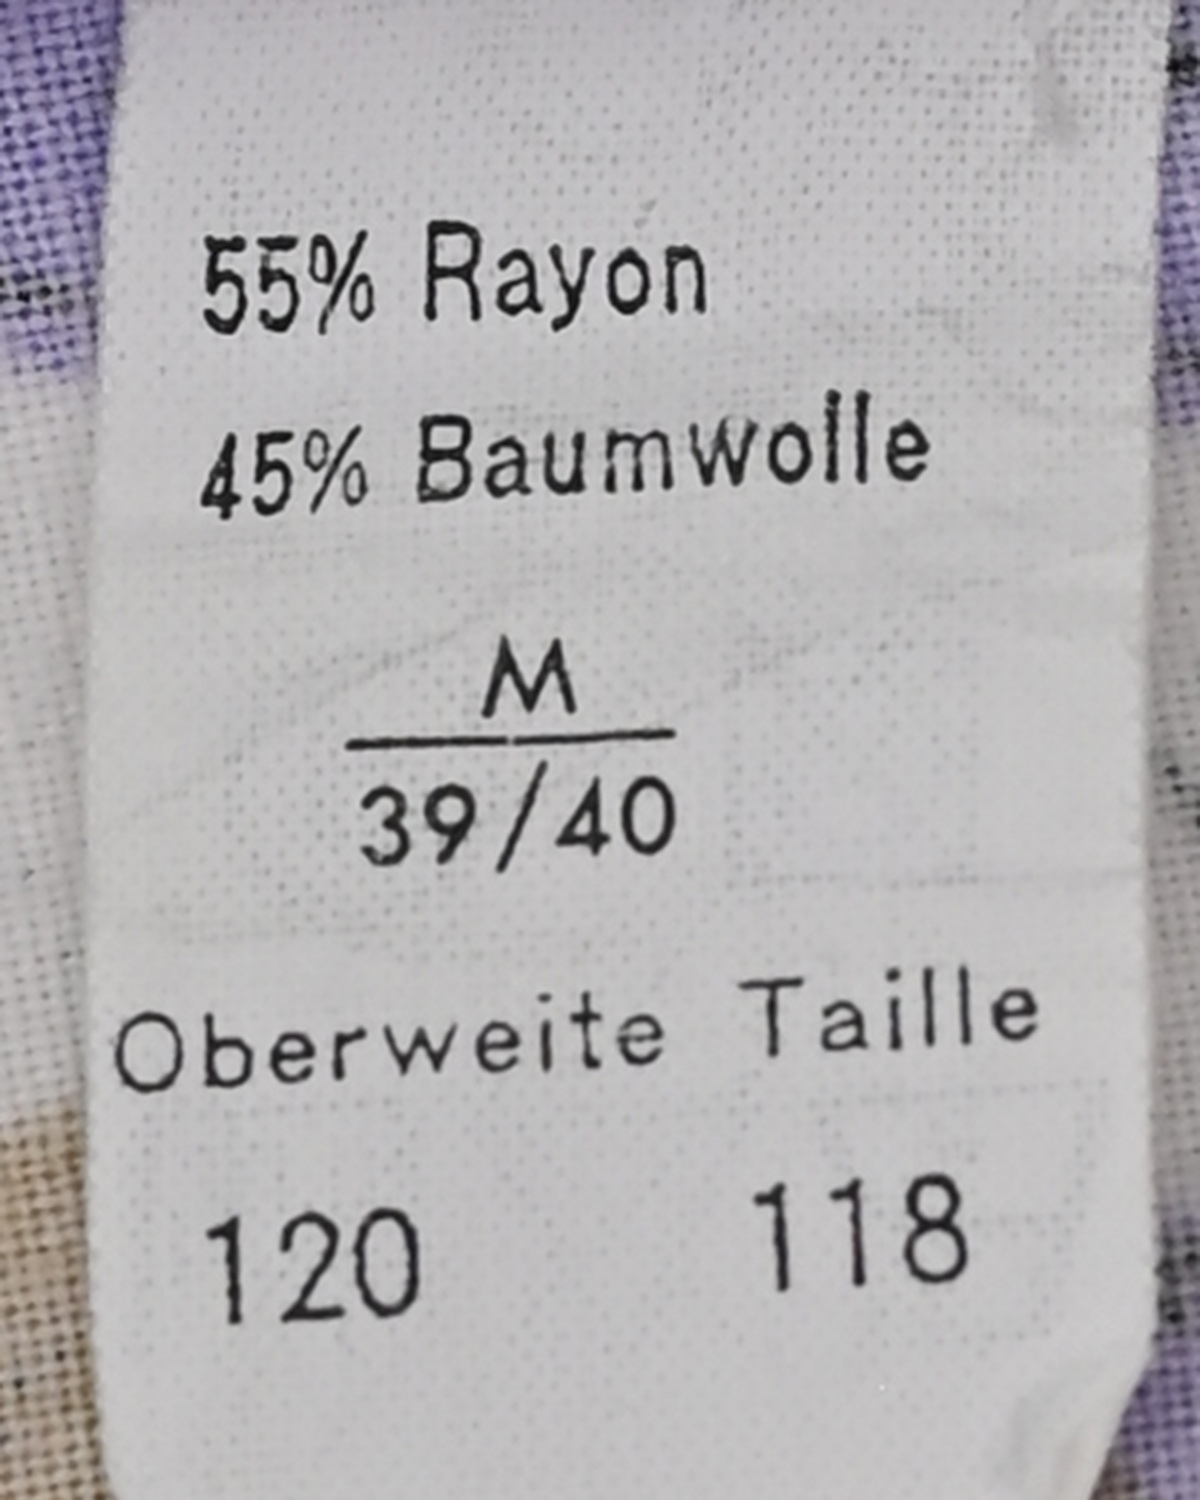 55% Rayon
45% Baumwolle
M
39/40
Oberweite Taille
120 118